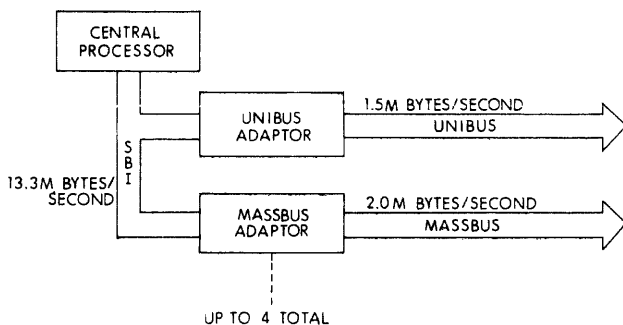 CENTRAL
PROCESSOR
1.5M BYTES/SECOND
UNIBUS
ADAPTOR
UNIBUS
SBI
13.3M BYTES/
SECOND
2.0M BYTES/SECOND
MASSBUS
ADAPTOR
MASSBUS
UP TO 4 TOTAL